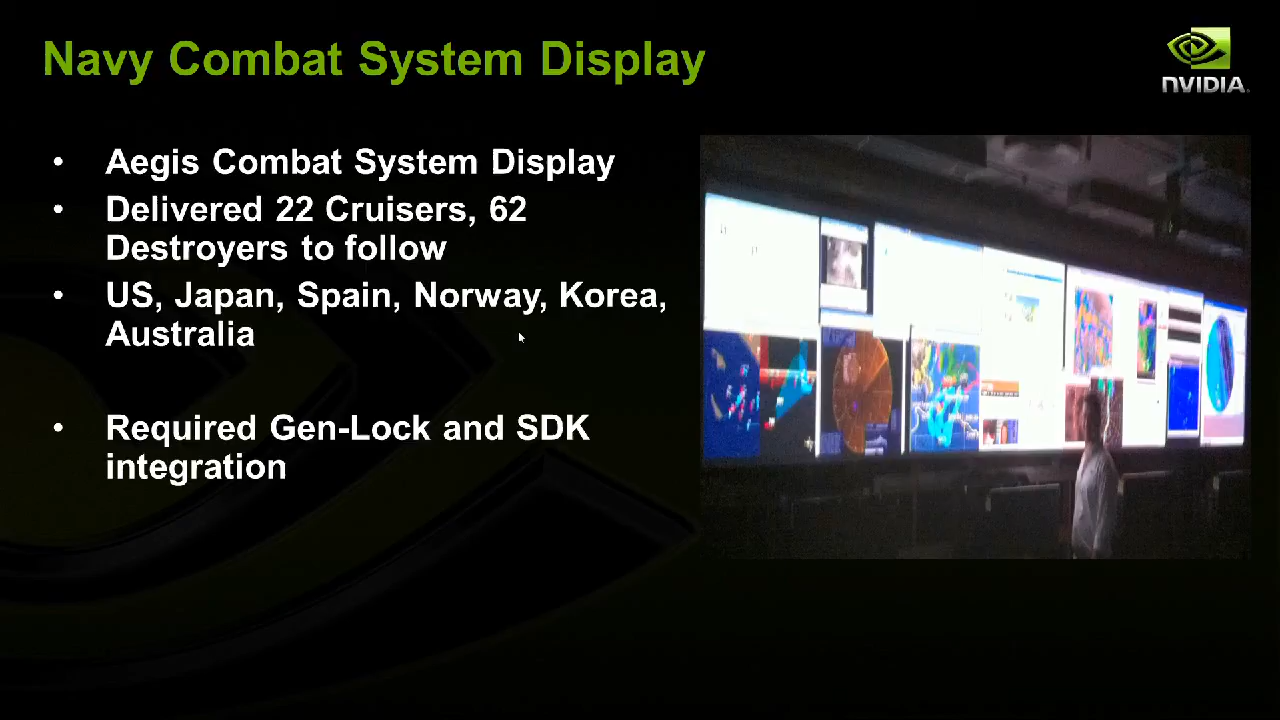 Navy Combat System Display
NVIDIA.
• Aegis Combat System Display
• Delivered 22 Cruisers, 62
Destroyers to follow
• US, Japan, Spain, Norway, Korea,
Australia
• Required Gen-Lock and SDK
integration